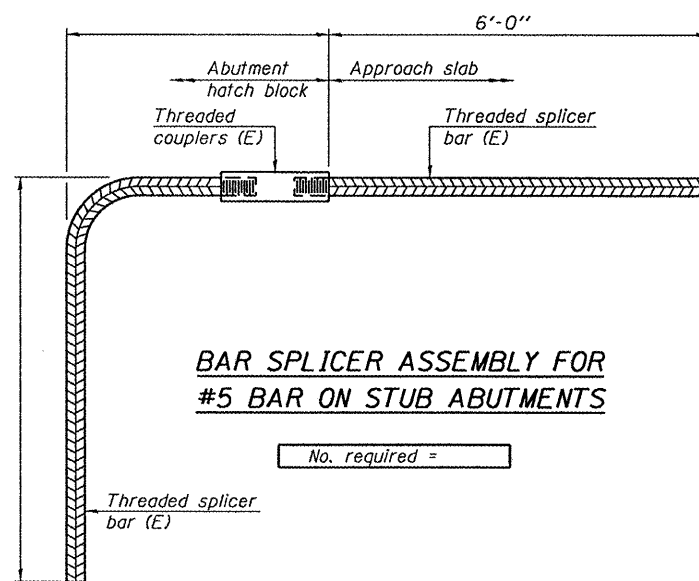 6'-0"
Abutment
hatch block
Approach slab
Threaded
couplers (E)
Threaded splicer
bar (E)
BAR SPLICER ASSEMBLY FOR
#5 BAR ON STUB ABUTMENTS
No. required =
Threaded splicer
bar (E)